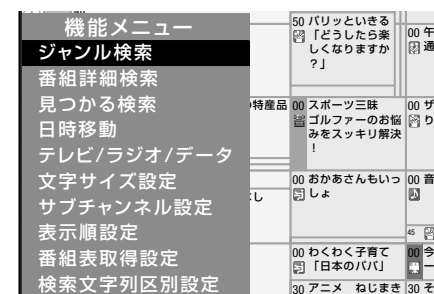 機能メニュー
ジャンル検索
番組詳細検索
見つかる検索
日時移動
テレビ/ラジオ/データ
文字サイズ設定
サブチャンネル設定
表示順設定
番組表取得設定
検索文字列区別設定
特産品
し
50 パリッといきる
「どうしたら楽
しくなりますか
?」
00 スポーツ三昧
ゴルファーのお悩
みをスッキリ解決
!
00 おかあさんもいっ
しょ
00 わくわく子育て
「日本のパパ」
30 アニメ ねじまき
00 午
通
00 ザ
り
00 音
45
00 今
一
30 そ